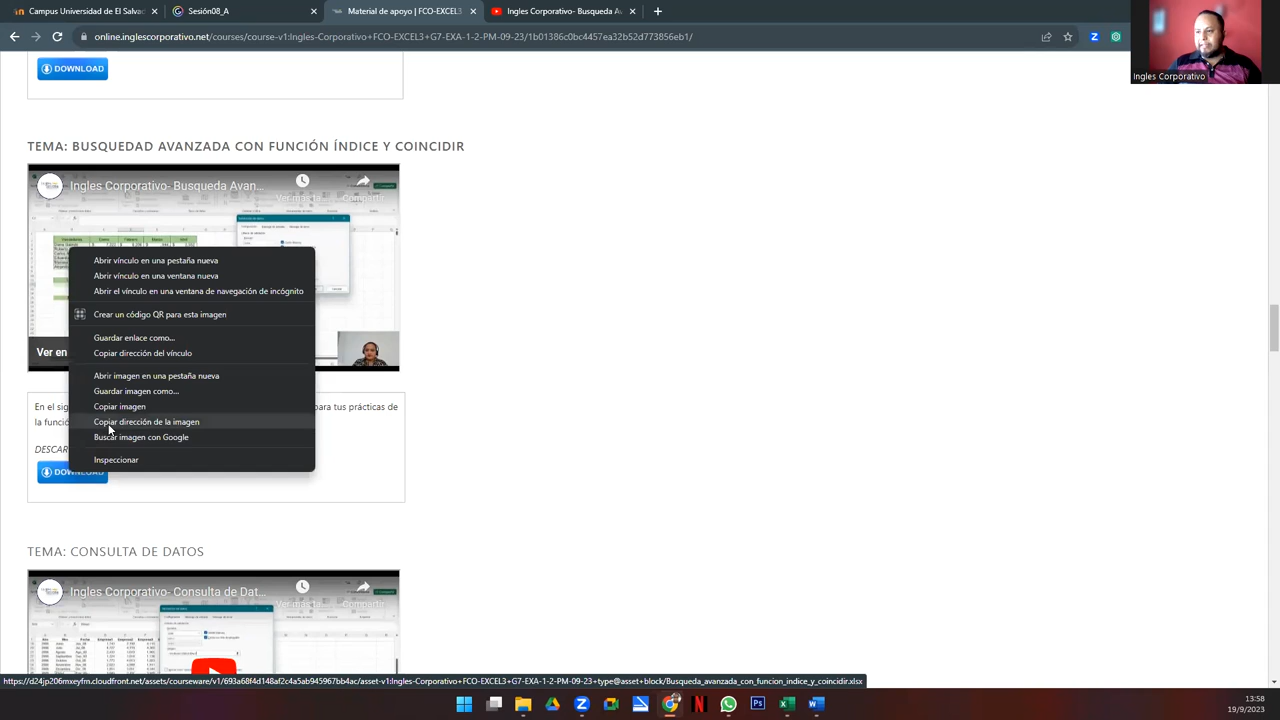 Campus Universidad de El Salvad
Sesión08_A
Material de apoyo | FCO-EXCEL3
Ingles Corporativo - Busqueda Av
online.inglescorporativo.net/courses/course-v1:Ingles-Corporativo+FCO-EXCEL3+G7-EXA-1-2-PM-09-23/1b01386c0bc4457ea32b52d773856eb1/
Ingles Corporativo
DOWNLOAD
TEMA: BUSQUEDAD AVANZADA CON FUNCIÓN ÍNDICE Y COINCIDIR
Ingles Corporativo- Busqueda Avan...
Compartir
Abrir vínculo en una pestaña nueva
Abrir vínculo en una ventana nueva
Abrir el vínculo en una ventana de navegación de incógnito
Crear un código QR para esta imagen
Guardar enlace como...
Copiar dirección del vínculo
Ver en
Abrir imagen en una pestaña nueva
Guardar imagen como...
Copiar imagen
Copiar dirección de la imagen
Buscar imagen con Google
Inspeccionar
En el sig
para tus prácticas de
la funció
DESCAR
DOWNLOAD
TEMA: CONSULTA DE DATOS
Ingles Corporativo- Consulta de Dat...
Compartir
https://d24jp206mxeyfm.cloudfront.net/assets/courseware/v1/693a68f4d148af2c4a5ab945967bb4ac/asset-v1:Ingles-Corporativo+FCO-EXCEL3+G7-EXA-1-2-PM-09-23+type@asset+block/Busqueda_avanzada_con_funcion_indice_y_coincidir.xlsx
13:58
19/9/2023